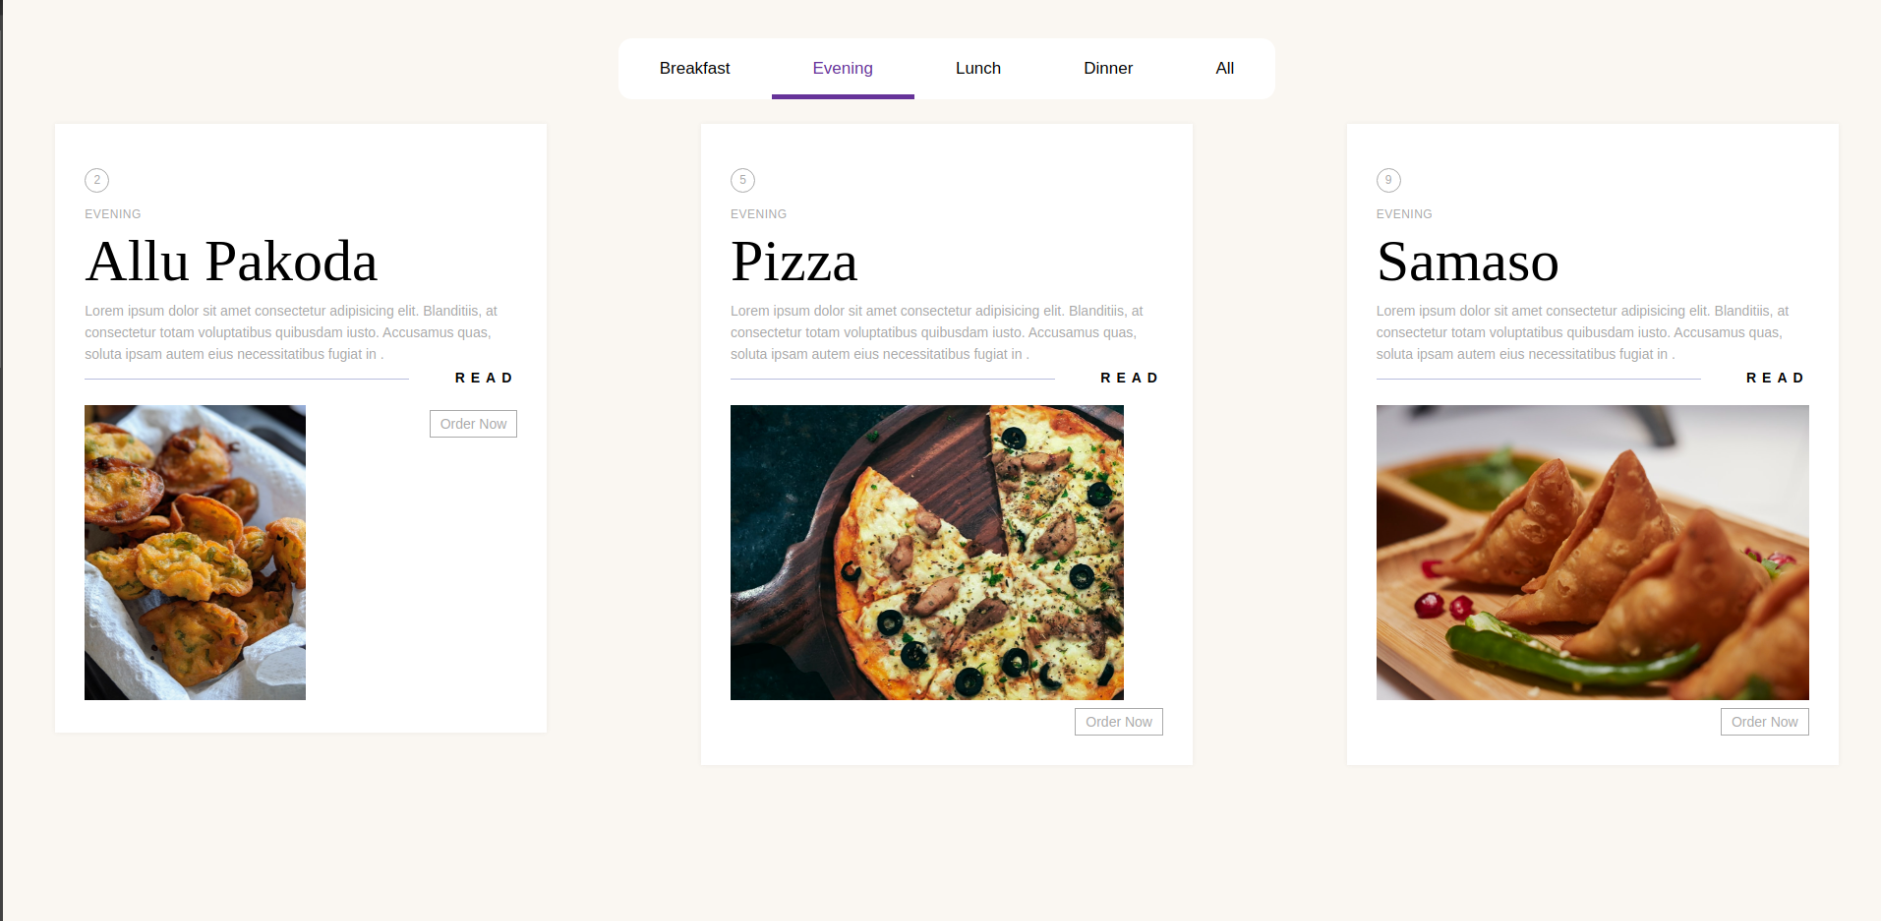 Breakfast Evening Lunch Dinner All
2
EVENING
Allu Pakoda
Lorem ipsum dolor sit amet consectetur adipisicing elit. Blanditiis, at
consectetur totam voluptatibus quibusdam iusto. Accusamus quas,
soluta ipsam autem eius necessitatibus fugiat in .
READ
Order Now
5
EVENING
Pizza
Lorem ipsum dolor sit amet consectetur adipisicing elit. Blanditiis, at
consectetur totam voluptatibus quibusdam iusto. Accusamus quas,
soluta ipsam autem eius necessitatibus fugiat in .
READ
Order Now
9
EVENING
Samaso
Lorem ipsum dolor sit amet consectetur adipisicing elit. Blanditiis, at
consectetur totam voluptatibus quibusdam iusto. Accusamus quas,
soluta ipsam autem eius necessitatibus fugiat in .
READ
Order Now